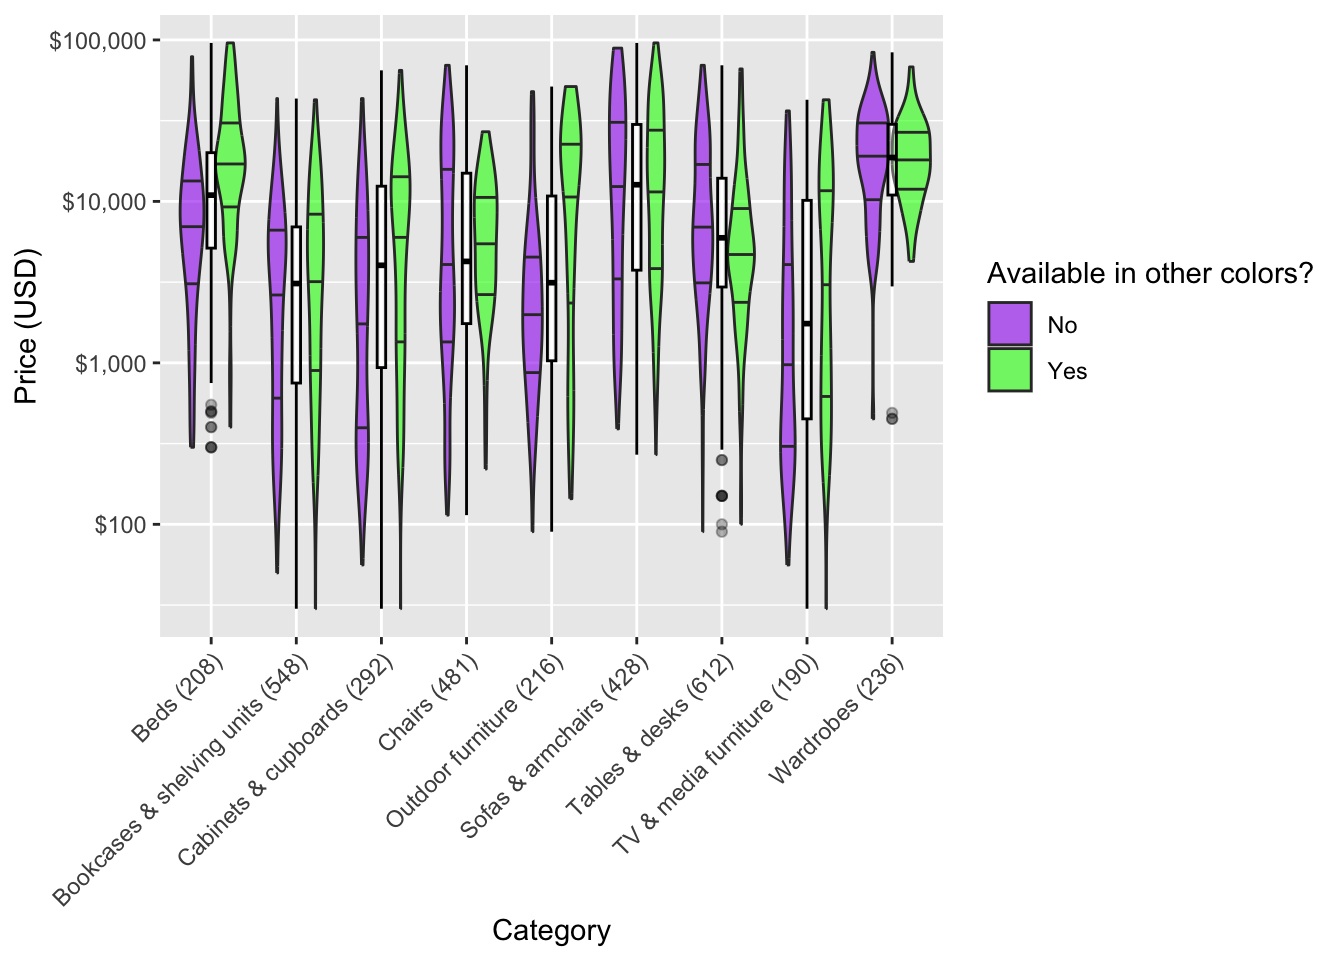 $100,000
$10,000
$1,000
$100
Price (USD)
Beds (208)
Bookcases & shelving units (548)
Cabinets & cupboards (292)
Chairs (481)
Outdoor furniture (216)
Sofas & armchairs (428)
Tables & desks (612)
TV & media furniture (190)
Wardrobes (236)
Category
Available in other colors?
No
Yes